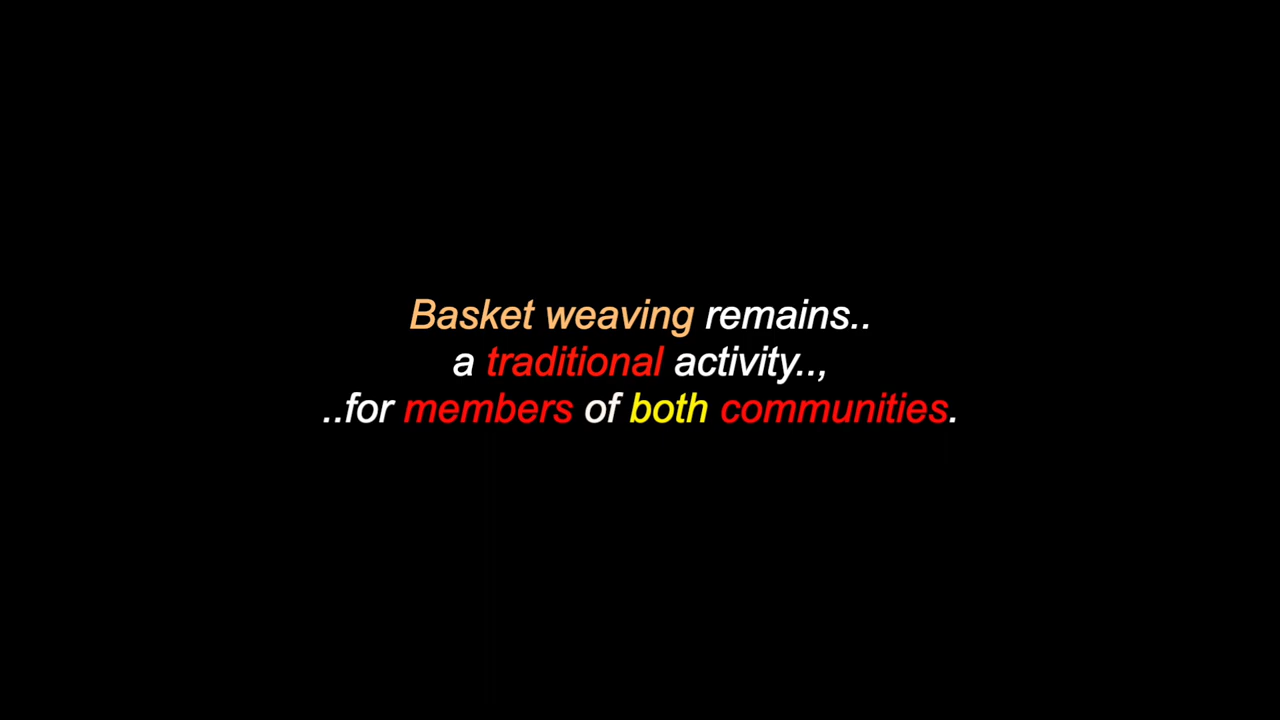 Basket weaving remains..
a traditional activity..,
..for members of both communities.